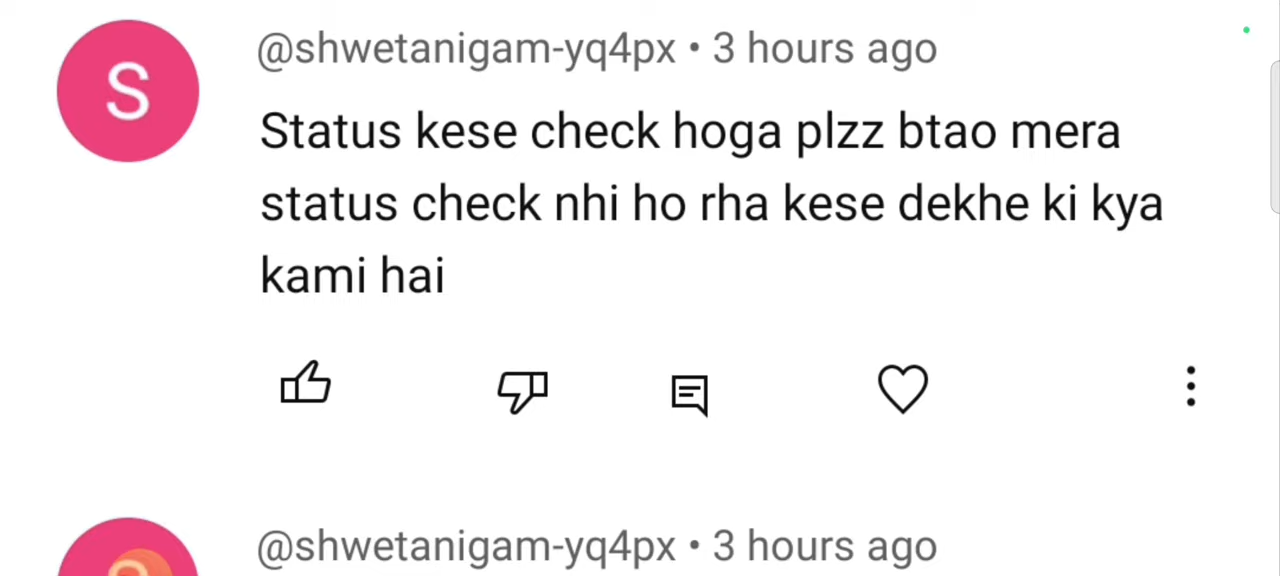 S
@shwetanigam-yq4px • 3 hours ago
Status kese check hoga plzz btao mera
status check nhi ho rha kese dekhe ki kya
kami hai
@shwetanigam-yq4px • 3 hours ago